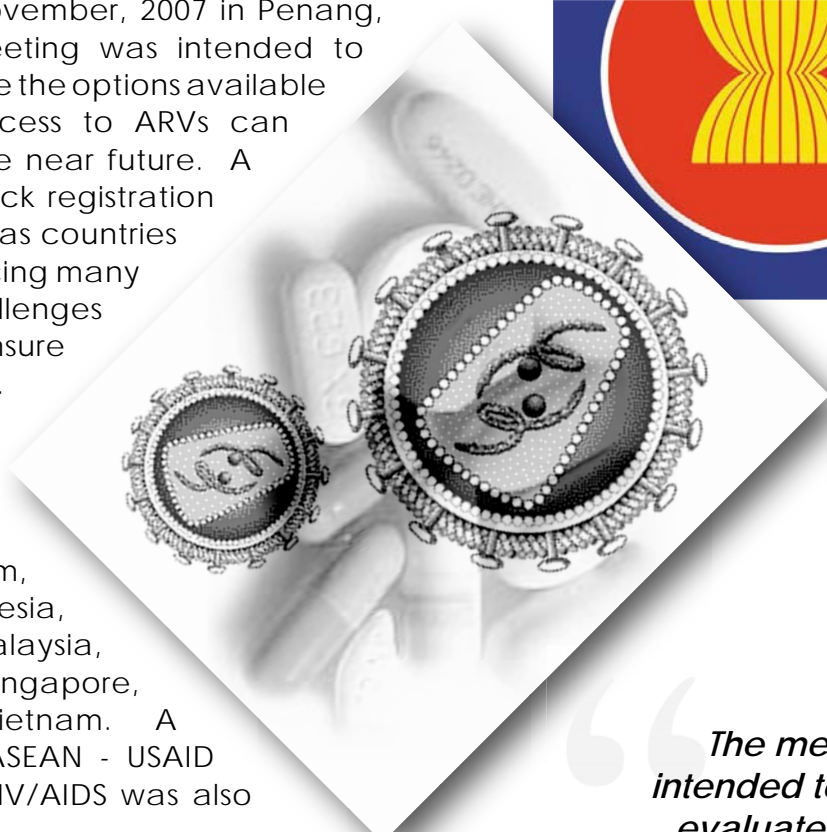 ovember, 2007 in Penang,
eeting was intended to
e the options available
cess to ARVs can
e near future. A
ck registration
as countries
ing many
llenges
nsure
.
m,
esia,
alaysia,
ngapore,
ietnam. A
ASEAN - USAID
IV/AIDS was also
“The me
intended to
evaluate